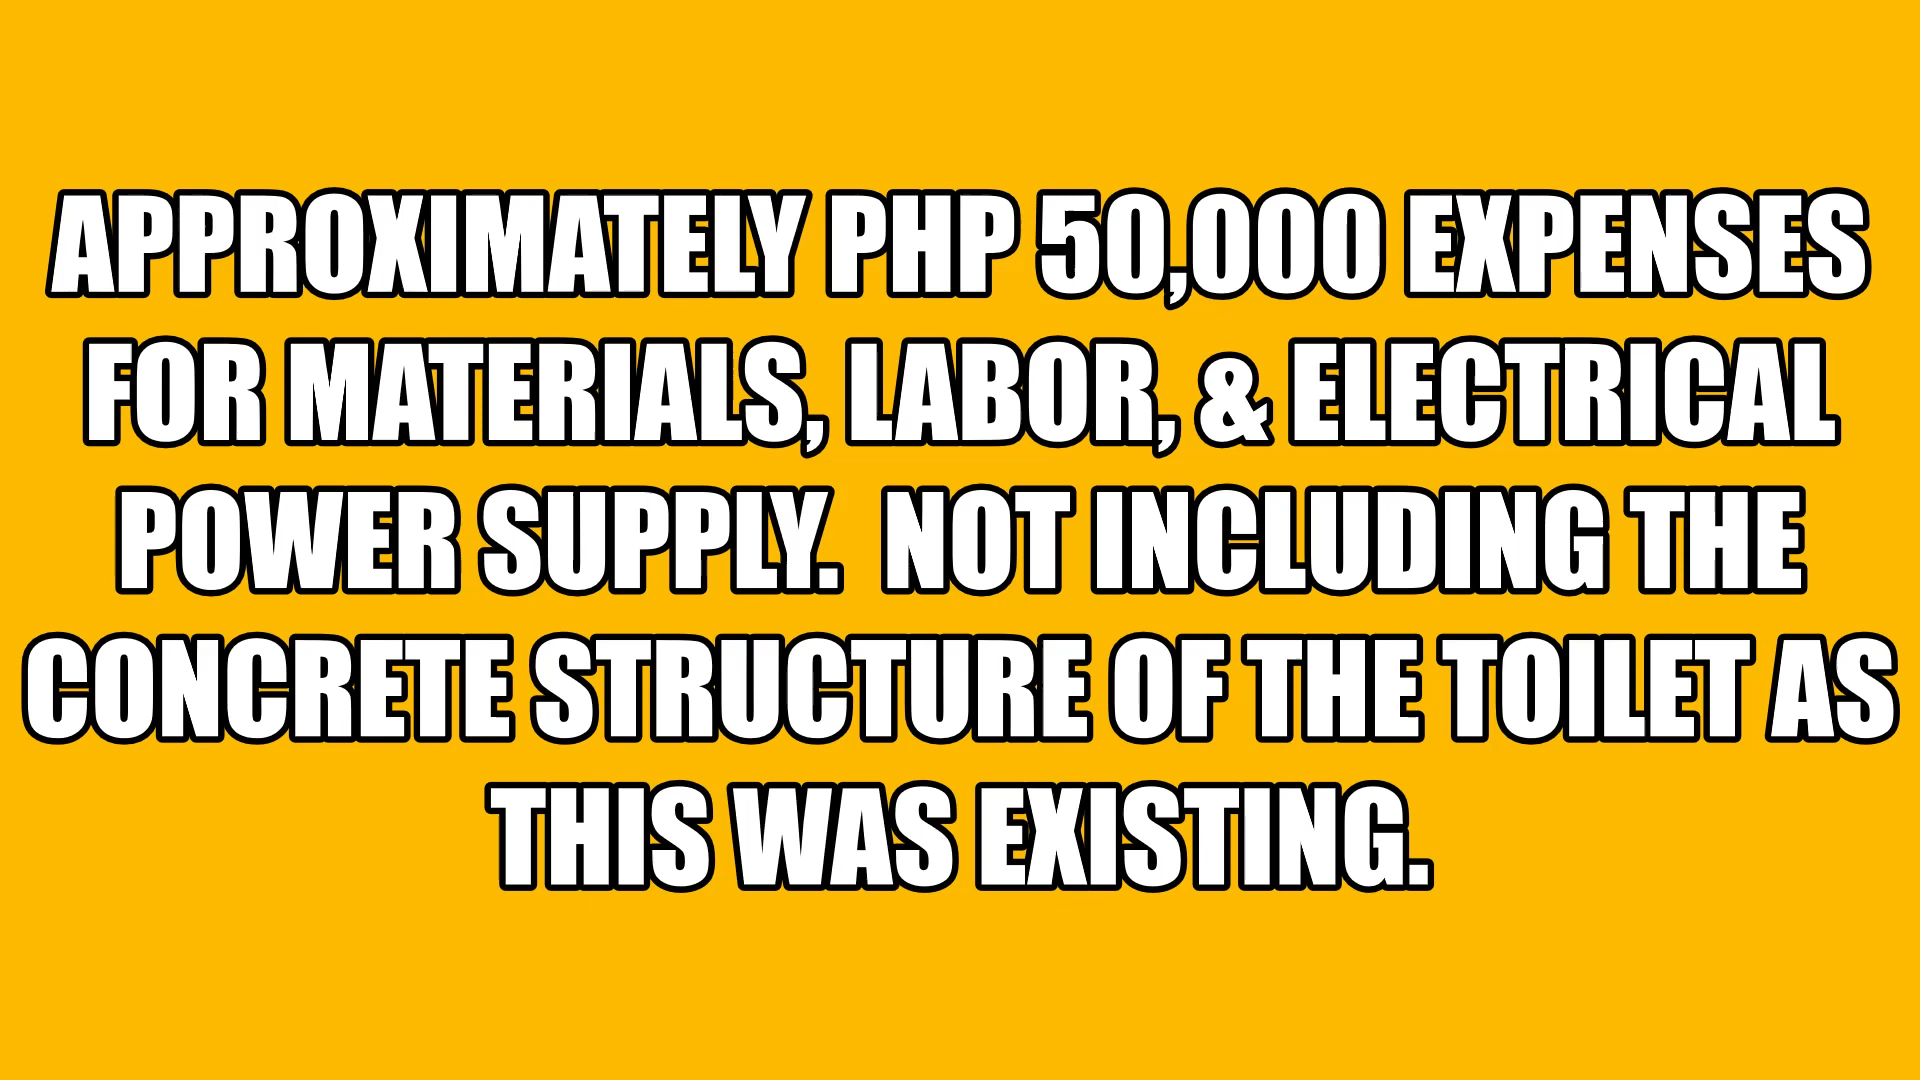 APPROXIMATELY PHP 50,000 EXPENSES
FOR MATERIALS, LABOR, & ELECTRICAL
POWER SUPPLY.  NOT INCLUDING THE
CONCRETE STRUCTURE OF THE TOILET AS
THIS WAS EXISTING.